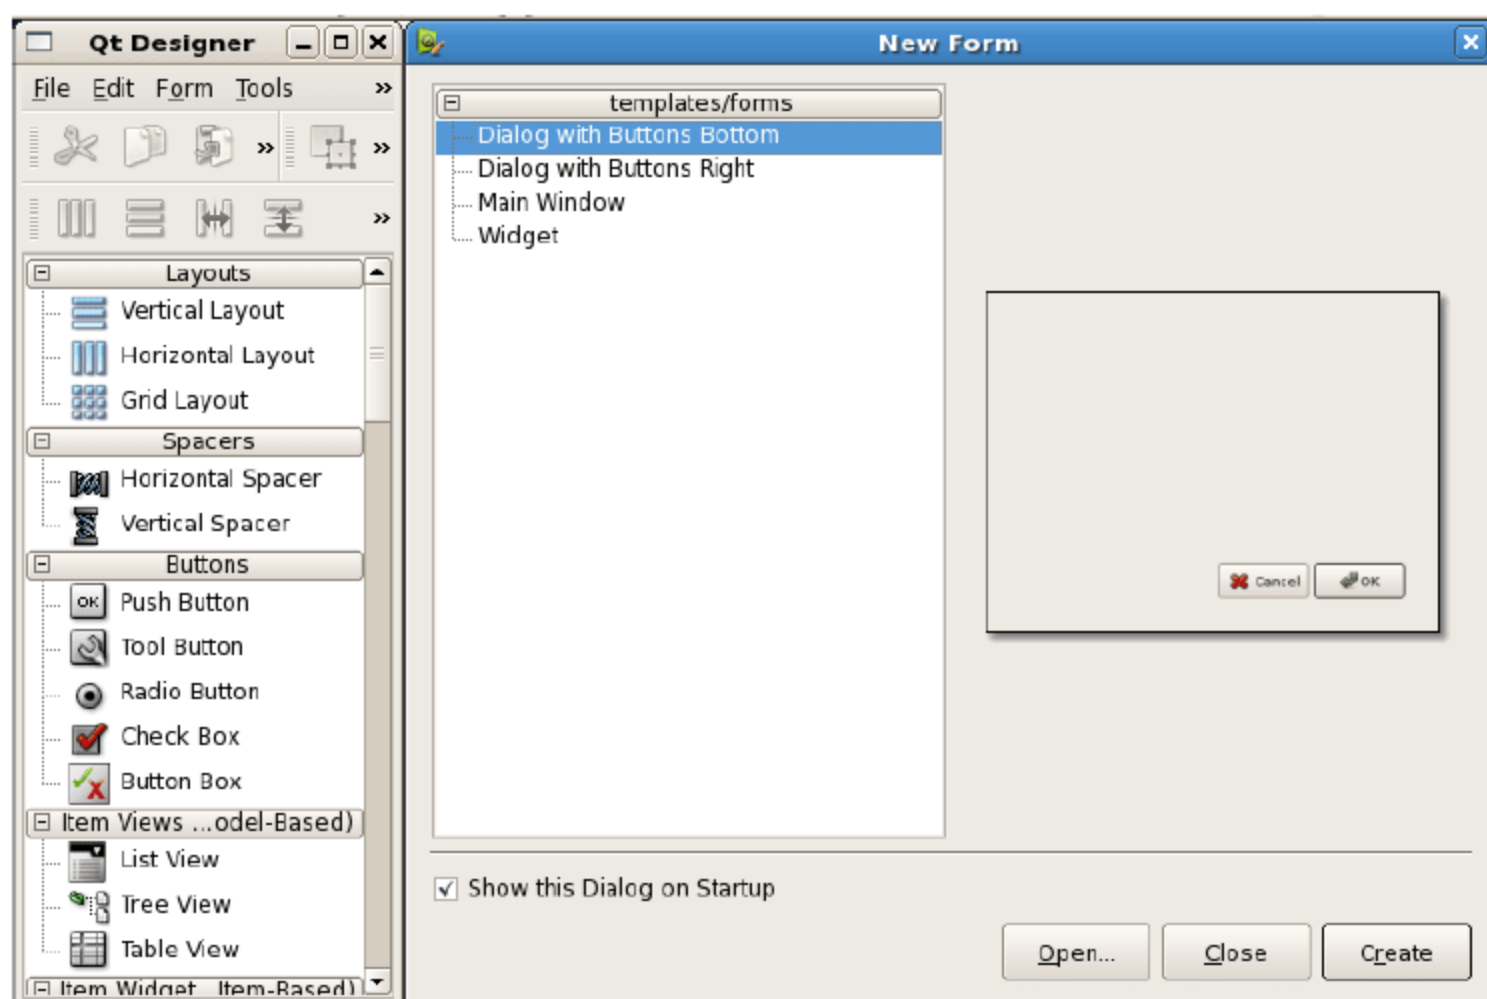 Qt Designer
File Edit Form Tools »
» »
»
Layouts
Vertical Layout
Horizontal Layout
Grid Layout
Spacers
Horizontal Spacer
Vertical Spacer
Buttons
OK Push Button
Tool Button
Radio Button
Check Box
Button Box
Item Views ...odel-Based)
List View
Tree View
Table View
Item Widget...Item-Based)
New Form
templates/forms
Dialog with Buttons Bottom
Dialog with Buttons Right
Main Window
Widget
Cancel OK
Show this Dialog on Startup
Open... Close Create